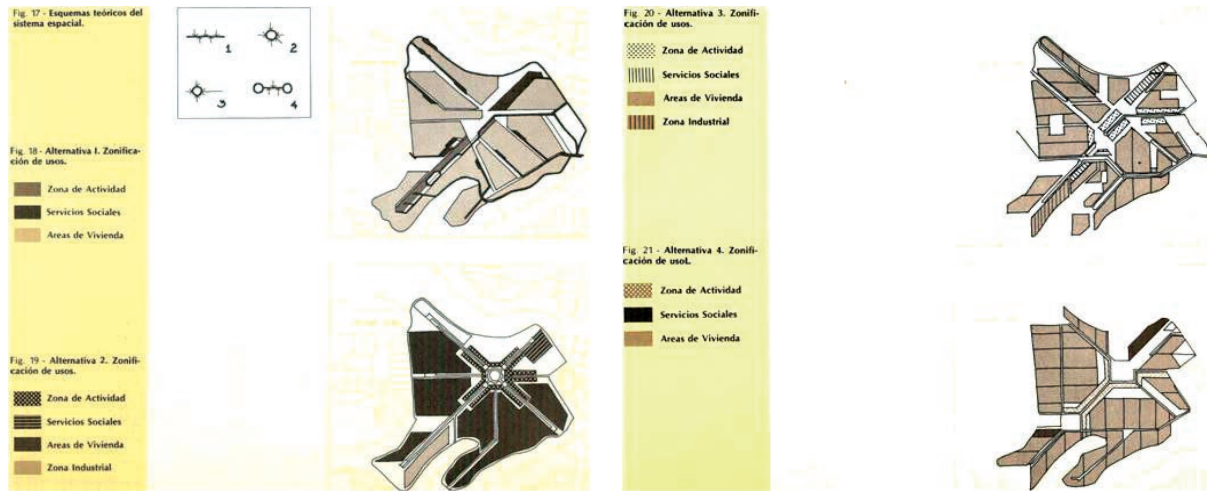 Fig. 17 - Esquemas teóricos del
sistema espacial.
1
2
3
4
Fig. 18 - Alternativa I. Zonifica-
ción de usos.
Zona de Actividad
Servicios Sociales
Areas de Vivienda
Fig. 19 - Alternativa 2. Zonifi-
cación de usos.
Zona de Actividad
Servicios Sociales
Areas de Vivienda
Zona Industrial
Fig. 20 - Alternativa 3. Zonifi-
cación de usos.
Zona de Actividad
Servicios Sociales
Areas de Vivienda
Zona Industrial
Fig. 21 - Alternativa 4. Zonifi-
cación de usoL.
Zona de Actividad
Servicios Sociales
Areas de Vivienda